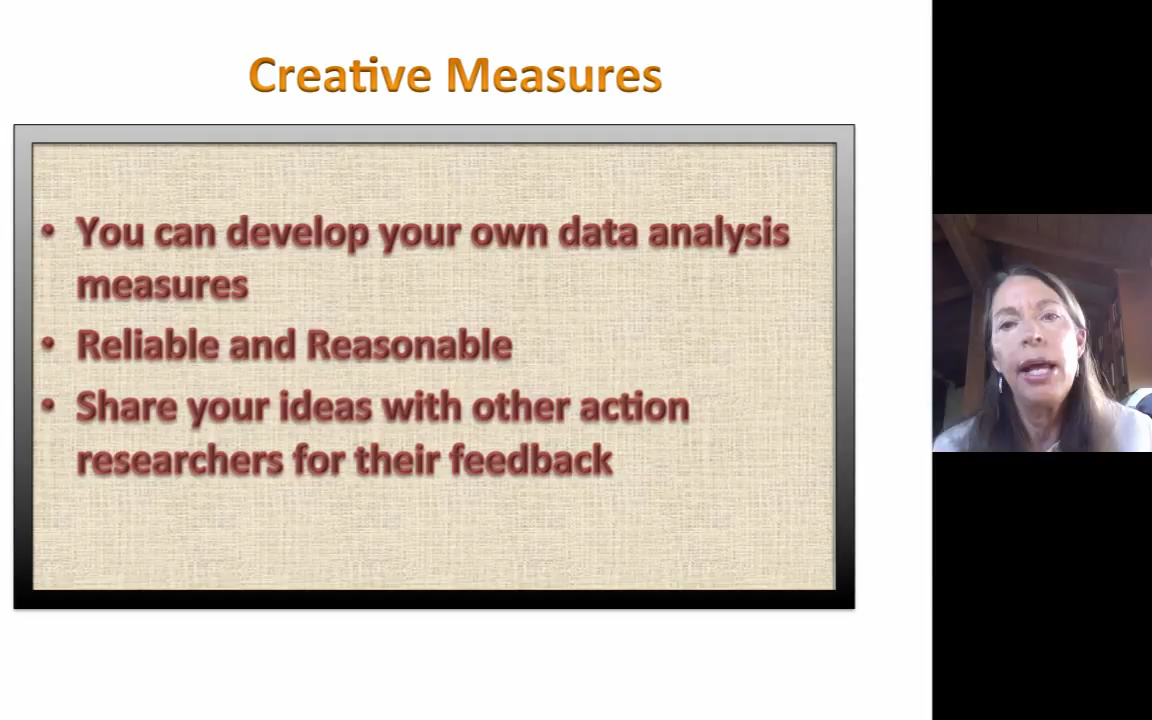 Creative Measures
• You can develop your own data analysis
measures
• Reliable and Reasonable
• Share your ideas with other action
researchers for their feedback